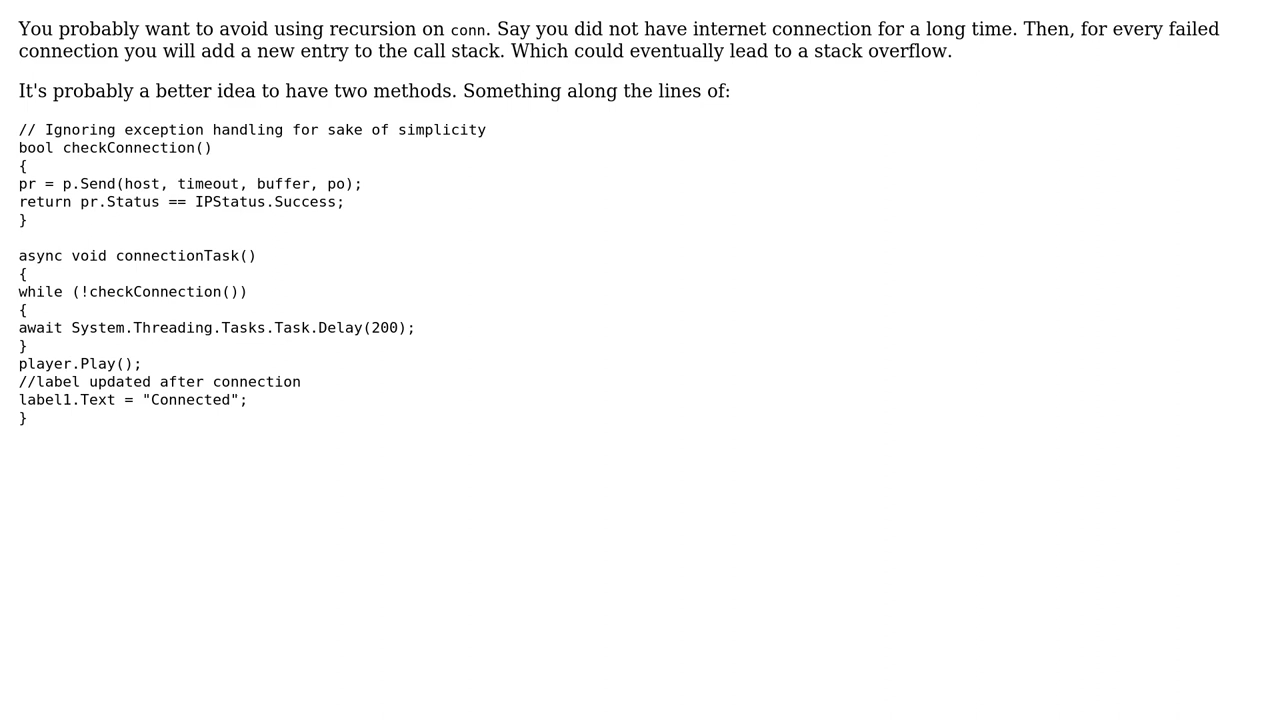 You probably want to avoid using recursion on conn. Say you did not have internet connection for a long time. Then, for every failed
connection you will add a new entry to the call stack. Which could eventually lead to a stack overflow.
It's probably a better idea to have two methods. Something along the lines of:
// Ignoring exception handling for sake of simplicity
bool checkConnection()
{
pr = p.Send(host, timeout, buffer, po);
return pr.Status == IPStatus.Success;
}

async void connectionTask()
{
while (!checkConnection())
{
await System.Threading.Tasks.Task.Delay(200);
}
player.Play();
//label updated after connection
label1.Text = "Connected";
}